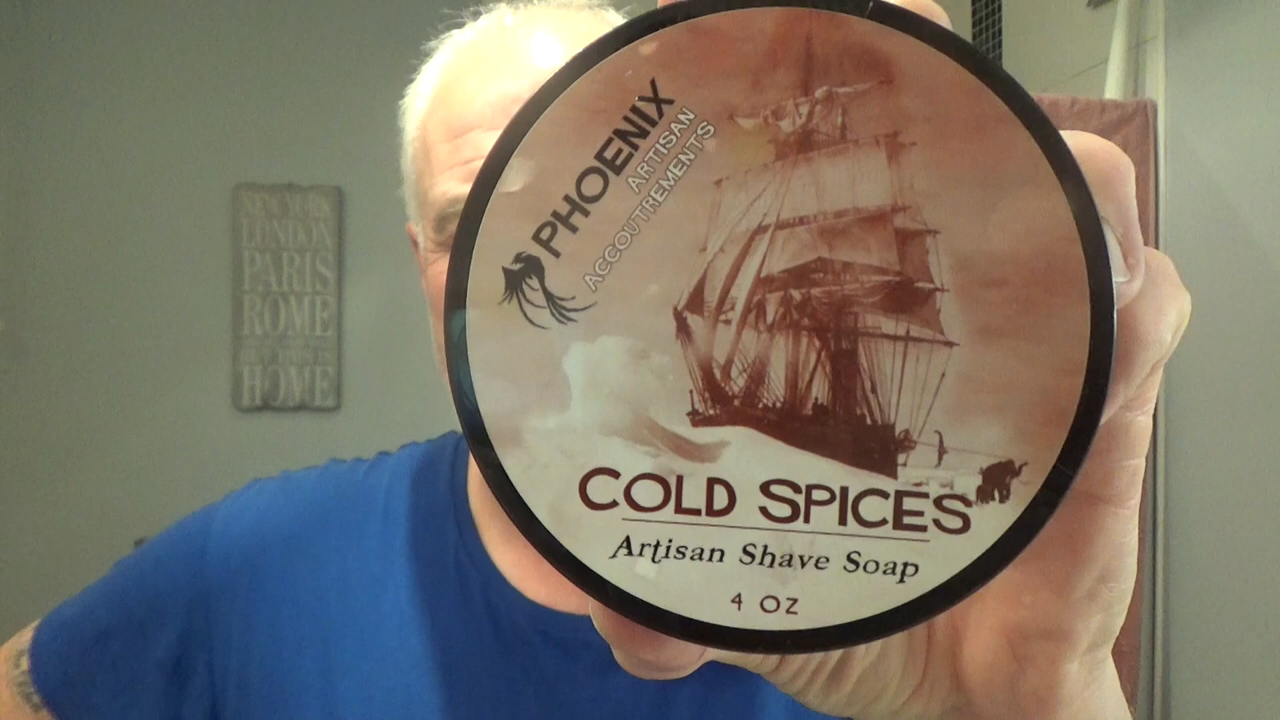 PHOENIX
ARTISAN
ACCOUTREMENTS
COLD SPICES
Artisan Shave Soap
4 OZ
NEW YORK
LONDON
PARIS
ROME
HOME